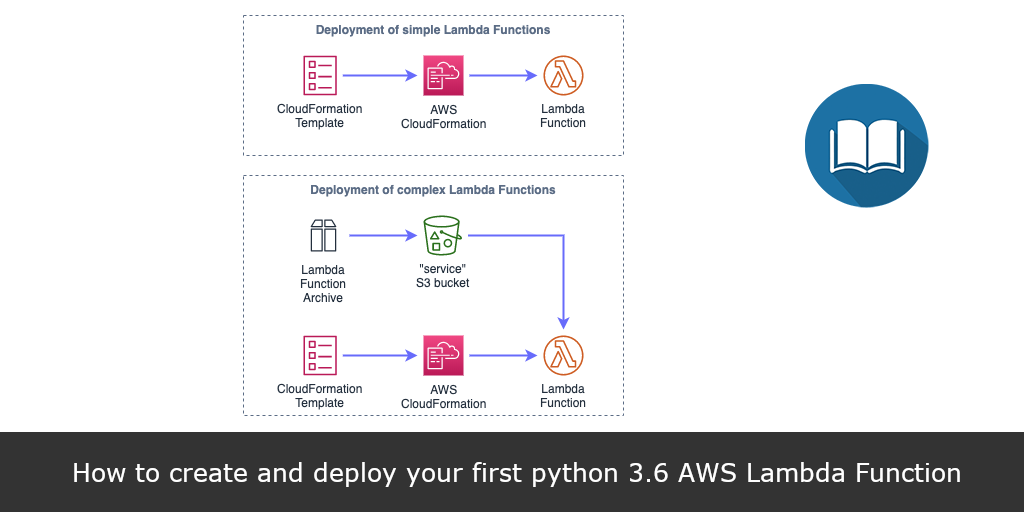 Deployment of simple Lambda Functions
CloudFormation
Template
AWS
CloudFormation
Lambda
Function
Deployment of complex Lambda Functions
Lambda
Function
Archive
"service"
S3 bucket
CloudFormation
Template
AWS
CloudFormation
Lambda
Function
How to create and deploy your first python 3.6 AWS Lambda Function